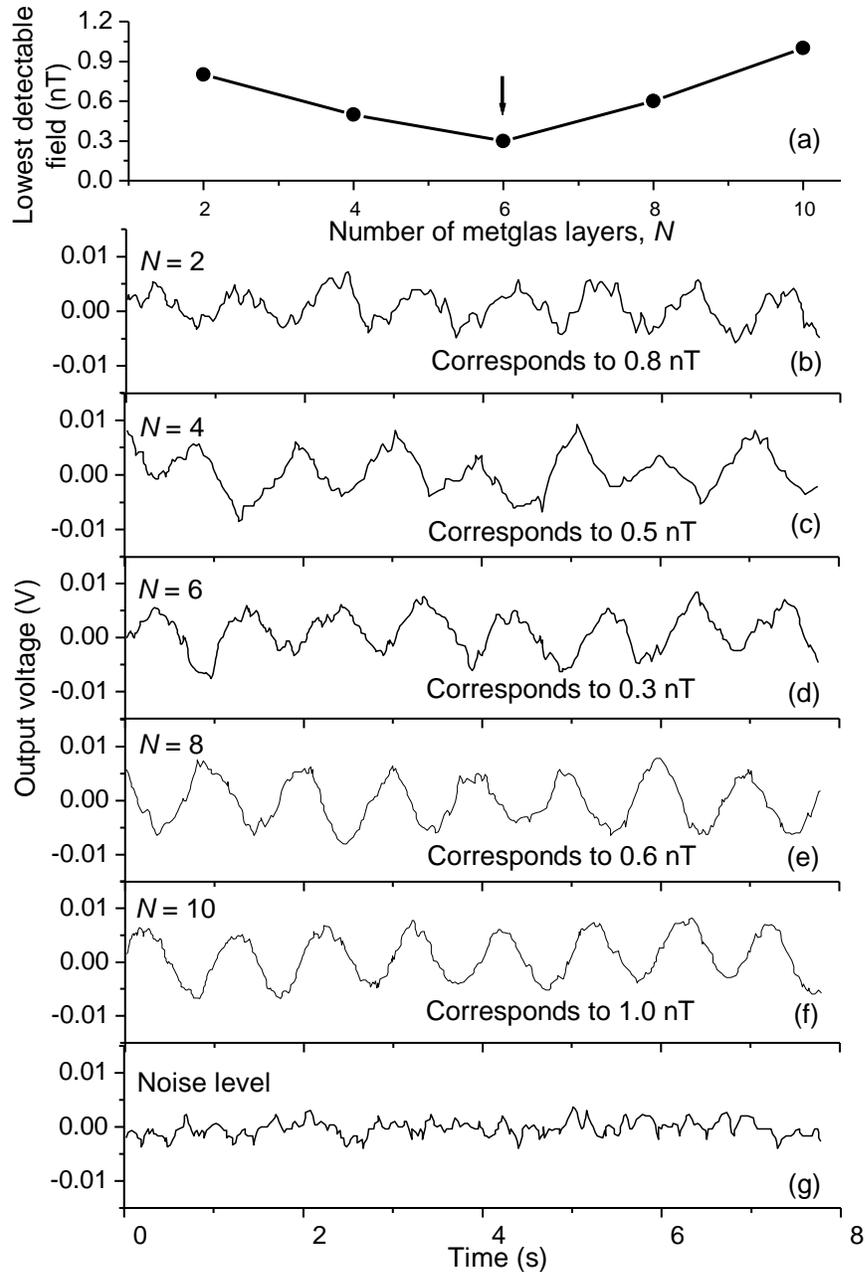 Lowest detectable
field (nT)
1.2
0.9
0.6
0.3
0.0
(a)
2 4 6 8 10
Number of metglas layers, N
Output voltage (V)
0.01
0.00
-0.01
N = 2
Corresponds to 0.8 nT
(b)
0.01
0.00
-0.01
N = 4
Corresponds to 0.5 nT
(c)
0.01
0.00
-0.01
N = 6
Corresponds to 0.3 nT
(d)
0.01
0.00
-0.01
N = 8
Corresponds to 0.6 nT
(e)
0.01
0.00
-0.01
N = 10
Corresponds to 1.0 nT
(f)
0.01
0.00
-0.01
Noise level
(g)
0 2 4 6 8
Time (s)